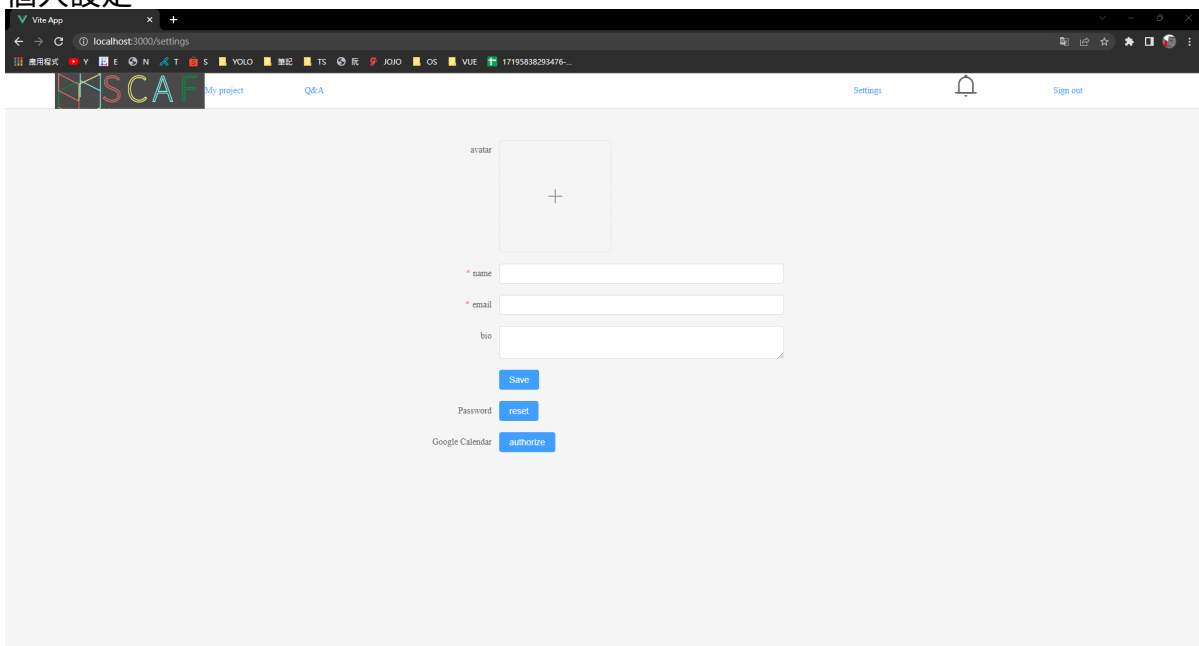 個人設定
Vite App
localhost:3000/settings
應用程式 Y E N T S YOLO 筆記 TS 阮 JOJO OS VUE 17195838293476-...
SCAF My project Q&A Settings Sign out
avatar
* name
* email
bio
Save
Password reset
Google Calendar authorize